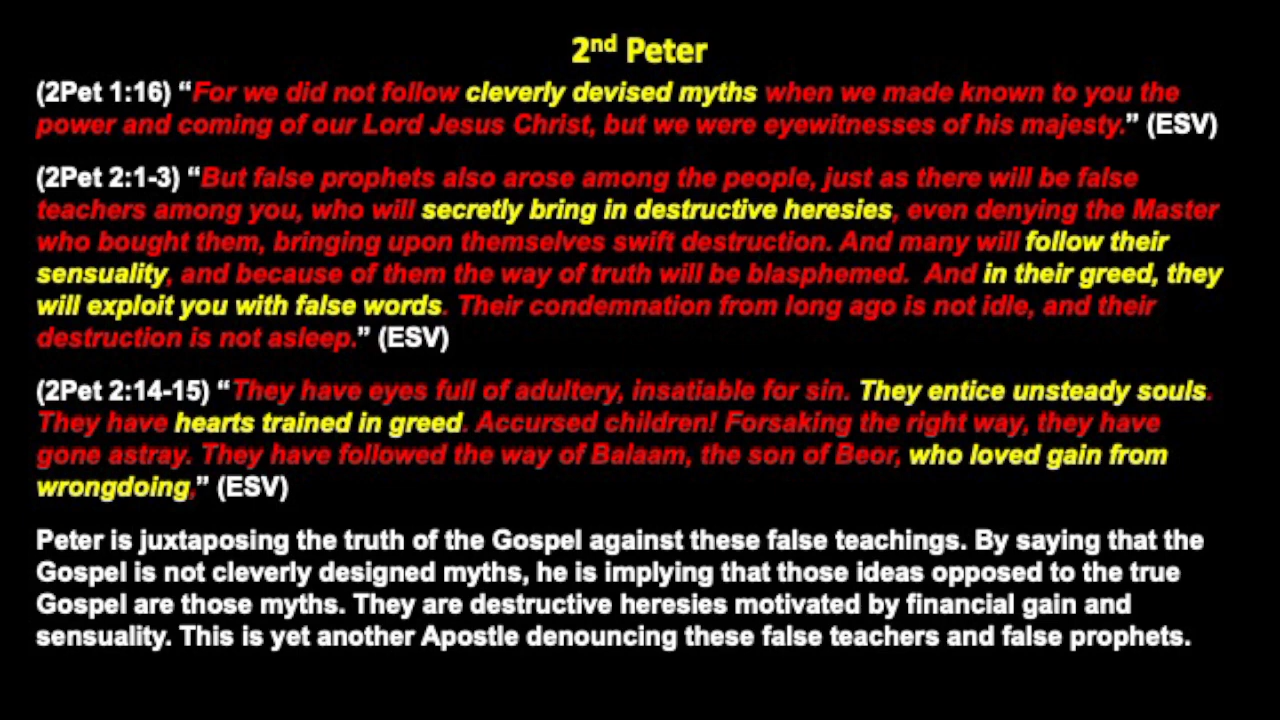 2nd Peter
(2Pet 1:16) “For we did not follow cleverly devised myths when we made known to you the
power and coming of our Lord Jesus Christ, but we were eyewitnesses of his majesty.” (ESV)
(2Pet 2:1-3) “But false prophets also arose among the people, just as there will be false
teachers among you, who will secretly bring in destructive heresies, even denying the Master
who bought them, bringing upon themselves swift destruction. And many will follow their
sensuality, and because of them the way of truth will be blasphemed.  And in their greed, they
will exploit you with false words. Their condemnation from long ago is not idle, and their
destruction is not asleep.” (ESV)
(2Pet 2:14-15) “They have eyes full of adultery, insatiable for sin. They entice unsteady souls.
They have hearts trained in greed. Accursed children! Forsaking the right way, they have
gone astray. They have followed the way of Balaam, the son of Beor, who loved gain from
wrongdoing,” (ESV)
Peter is juxtaposing the truth of the Gospel against these false teachings. By saying that the
Gospel is not cleverly designed myths, he is implying that those ideas opposed to the true
Gospel are those myths. They are destructive heresies motivated by financial gain and
sensuality. This is yet another Apostle denouncing these false teachers and false prophets.